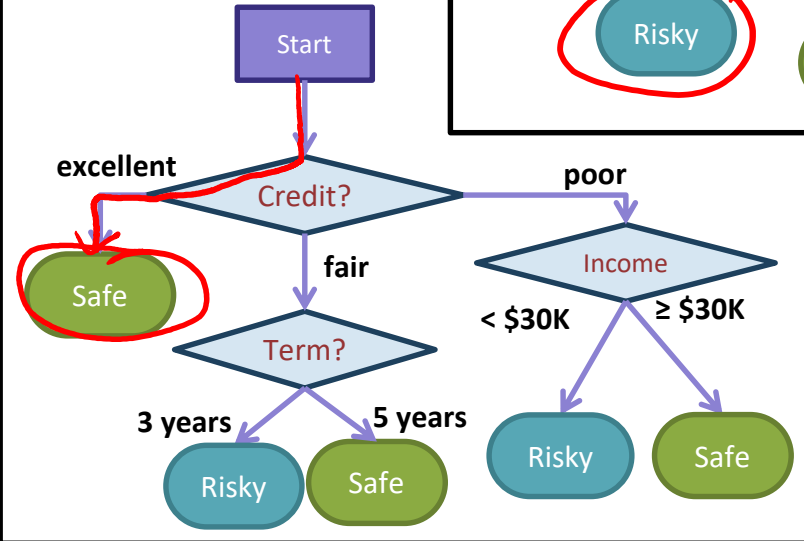 Start
Risky
excellent
Credit?
poor
Safe
fair
Income
Term?
< $30K
≥ $30K
3 years
5 years
Risky
Safe
Risky
Safe